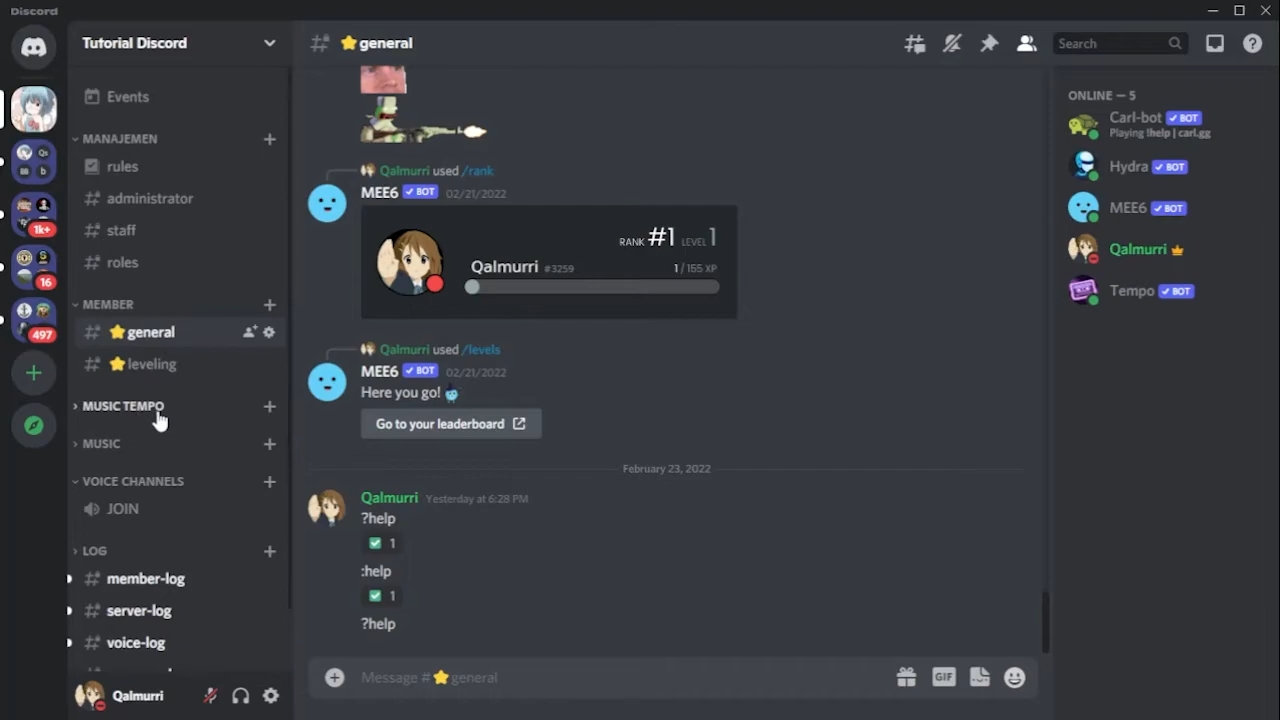 Discord
Tutorial Discord
Events
MANAJEMEN
rules
administrator
staff
roles
MEMBER
general
leveling
MUSIC TEMPO
MUSIC
VOICE CHANNELS
JOIN
LOG
member-log
server-log
voice-log
Qalmurri
1k+
16
497
general
Search
Qalmurri used /rank
MEE6 BOT 02/21/2022
RANK #1 LEVEL 1
Qalmurri #3259 1 / 155 XP
Qalmurri used /levels
MEE6 BOT 02/21/2022
Here you go!
Go to your leaderboard
February 23, 2022
Qalmurri Yesterday at 6:28 PM
?help
1
:help
1
?help
Message # general
GIF
ONLINE — 5
Carl-bot BOT
Playing !help | carl.gg
Hydra BOT
MEE6 BOT
Qalmurri
Tempo BOT